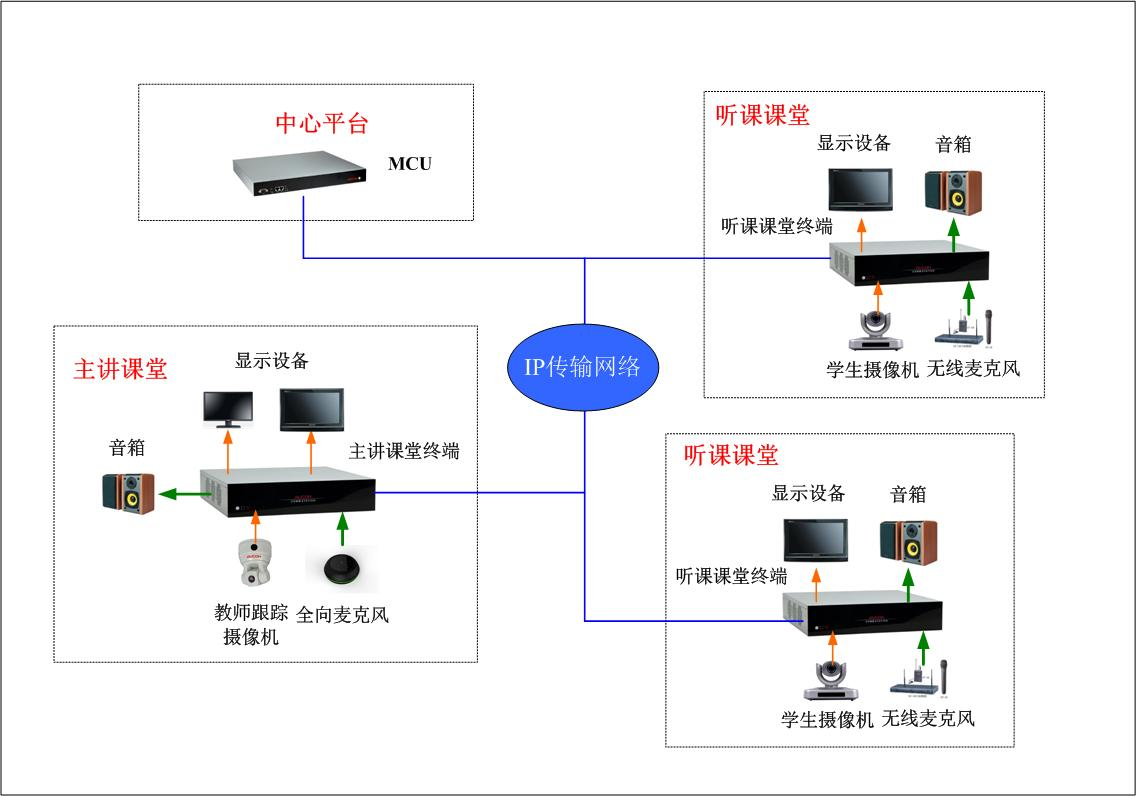 中心平台
MCU
听课课堂
显示设备
音箱
听课课堂终端
学生摄像机
无线麦克风
IP传输网络
主讲课堂
显示设备
音箱
主讲课堂终端
教师跟踪
摄像机
全向麦克风
听课课堂
显示设备
音箱
听课课堂终端
学生摄像机
无线麦克风